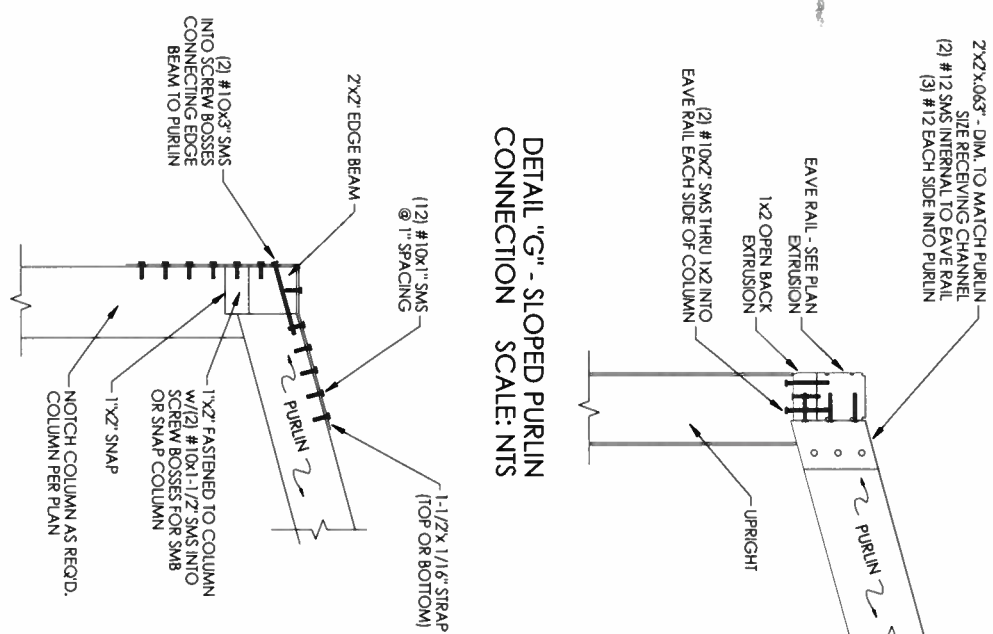 2"x2"x.063" - DIM. TO MATCH PURLIN
SIZE RECEIVING CHANNEL
(2) #12 SMS INTERNAL TO EAVE RAIL
(3) #12 EACH SIDE INTO PURLIN
EAVE RAIL - SEE PLAN
EXTRUSION
1x2 OPEN BACK
EXTRUSION
(2) #10x2" SMS THRU 1x2 INTO
EAVE RAIL EACH SIDE OF COLUMN
PURLIN
UPRIGHT
DETAIL "G" - SLOPED PURLIN
CONNECTION SCALE: NTS
(12) #10x1" SMS
@ 1" SPACING
2"x2" EDGE BEAM
(2) #10x3" SMS
INTO SCREW BOSSES
CONNECTING EDGE
BEAM TO PURLIN
1-1/2"x 1/16" STRAP
(TOP OR BOTTOM)
PURLIN
1"x2" FASTENED TO COLUMN
w/(2) #10x1-1/2" SMS INTO
SCREW BOSSES FOR SMB
OR SNAP COLUMN
1"x2" SNAP
NOTCH COLUMN AS REQ'D.
COLUMN PER PLAN